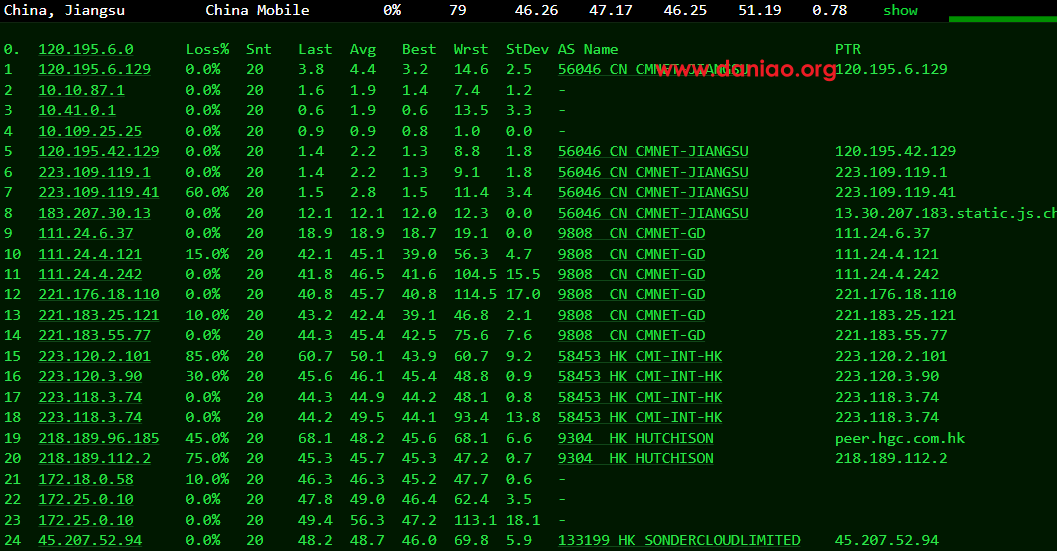 China, Jiangsu China Mobile 0% 79 46.26 47.17 46.25 51.19 0.78 show
0. 120.195.6.0 Loss% Snt Last Avg Best Wrst StDev AS Name PTR
1 120.195.6.129 0.0% 20 3.8 4.4 3.2 14.6 2.5 56046 CN CMNET-JIANGSU 120.195.6.129
www.daniao.org
2 10.10.87.1 0.0% 20 1.6 1.9 1.4 7.4 1.2 -
3 10.41.0.1 0.0% 20 0.6 1.9 0.6 13.5 3.3 -
4 10.109.25.25 0.0% 20 0.9 0.9 0.8 1.0 0.0 -
5 120.195.42.129 0.0% 20 1.4 2.2 1.3 8.8 1.8 56046 CN CMNET-JIANGSU 120.195.42.129
6 223.109.119.1 0.0% 20 1.4 2.2 1.3 9.1 1.8 56046 CN CMNET-JIANGSU 223.109.119.1
7 223.109.119.41 60.0% 20 1.5 2.8 1.5 11.4 3.4 56046 CN CMNET-JIANGSU 223.109.119.41
8 183.207.30.13 0.0% 20 12.1 12.1 12.0 12.3 0.0 56046 CN CMNET-JIANGSU 13.30.207.183.static.js.ch
9 111.24.6.37 0.0% 20 18.9 18.9 18.7 19.1 0.0 9808 CN CMNET-GD 111.24.6.37
10 111.24.4.121 15.0% 20 42.1 45.1 39.0 56.3 4.7 9808 CN CMNET-GD 111.24.4.121
11 111.24.4.242 0.0% 20 41.8 46.5 41.6 104.5 15.5 9808 CN CMNET-GD 111.24.4.242
12 221.176.18.110 0.0% 20 40.8 45.7 40.8 114.5 17.0 9808 CN CMNET-GD 221.176.18.110
13 221.183.25.121 10.0% 20 43.2 42.4 39.1 46.8 2.1 9808 CN CMNET-GD 221.183.25.121
14 221.183.55.77 0.0% 20 44.3 45.4 42.5 75.6 7.6 9808 CN CMNET-GD 221.183.55.77
15 223.120.2.101 85.0% 20 60.7 50.1 43.9 60.7 9.2 58453 HK CMI-INT-HK 223.120.2.101
16 223.120.3.90 30.0% 20 45.6 46.1 45.4 48.8 0.9 58453 HK CMI-INT-HK 223.120.3.90
17 223.118.3.74 0.0% 20 44.3 44.9 44.2 48.1 0.8 58453 HK CMI-INT-HK 223.118.3.74
18 223.118.3.74 0.0% 20 44.2 49.5 44.1 93.4 13.8 58453 HK CMI-INT-HK 223.118.3.74
19 218.189.96.185 45.0% 20 68.1 48.2 45.6 68.1 6.6 9304 HK HUTCHISON peer.hgc.com.hk
20 218.189.112.2 75.0% 20 45.3 45.7 45.3 47.2 0.7 9304 HK HUTCHISON 218.189.112.2
21 172.18.0.58 10.0% 20 46.3 46.3 45.2 47.7 0.6 -
22 172.25.0.10 0.0% 20 47.8 49.0 46.4 62.4 3.5 -
23 172.25.0.10 0.0% 20 49.4 56.3 47.2 113.1 18.1 -
24 45.207.52.94 0.0% 20 48.2 48.7 46.0 69.8 5.9 133199 HK SONDERCLOUDLIMITED 45.207.52.94